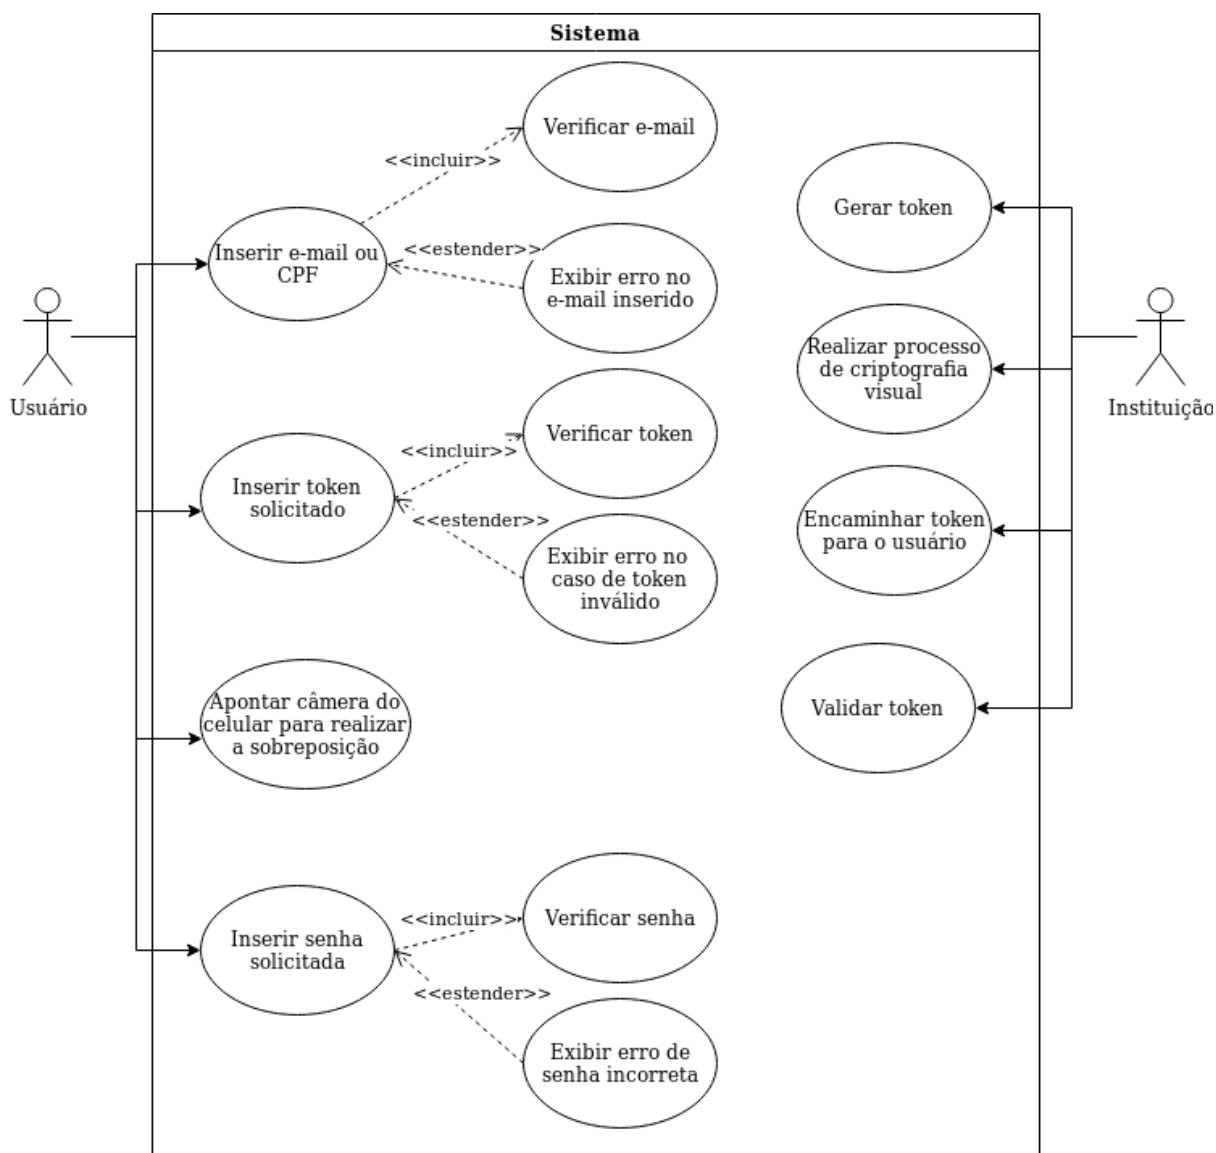 Sistema
Verificar e-mail
<<incluir>>
Inserir e-mail ou
CPF
<<estender>>
Exibir erro no
e-mail inserido
Gerar token
Realizar processo
de criptografia
visual
Usuário
Instituição
Verificar token
<<incluir>>
Inserir token
solicitado
<<estender>>
Exibir erro no
caso de token
inválido
Encaminhar token
para o usuário
Apontar câmera do
celular para realizar
a sobreposição
Validar token
Verificar senha
<<incluir>>
Inserir senha
solicitada
<<estender>>
Exibir erro de
senha incorreta